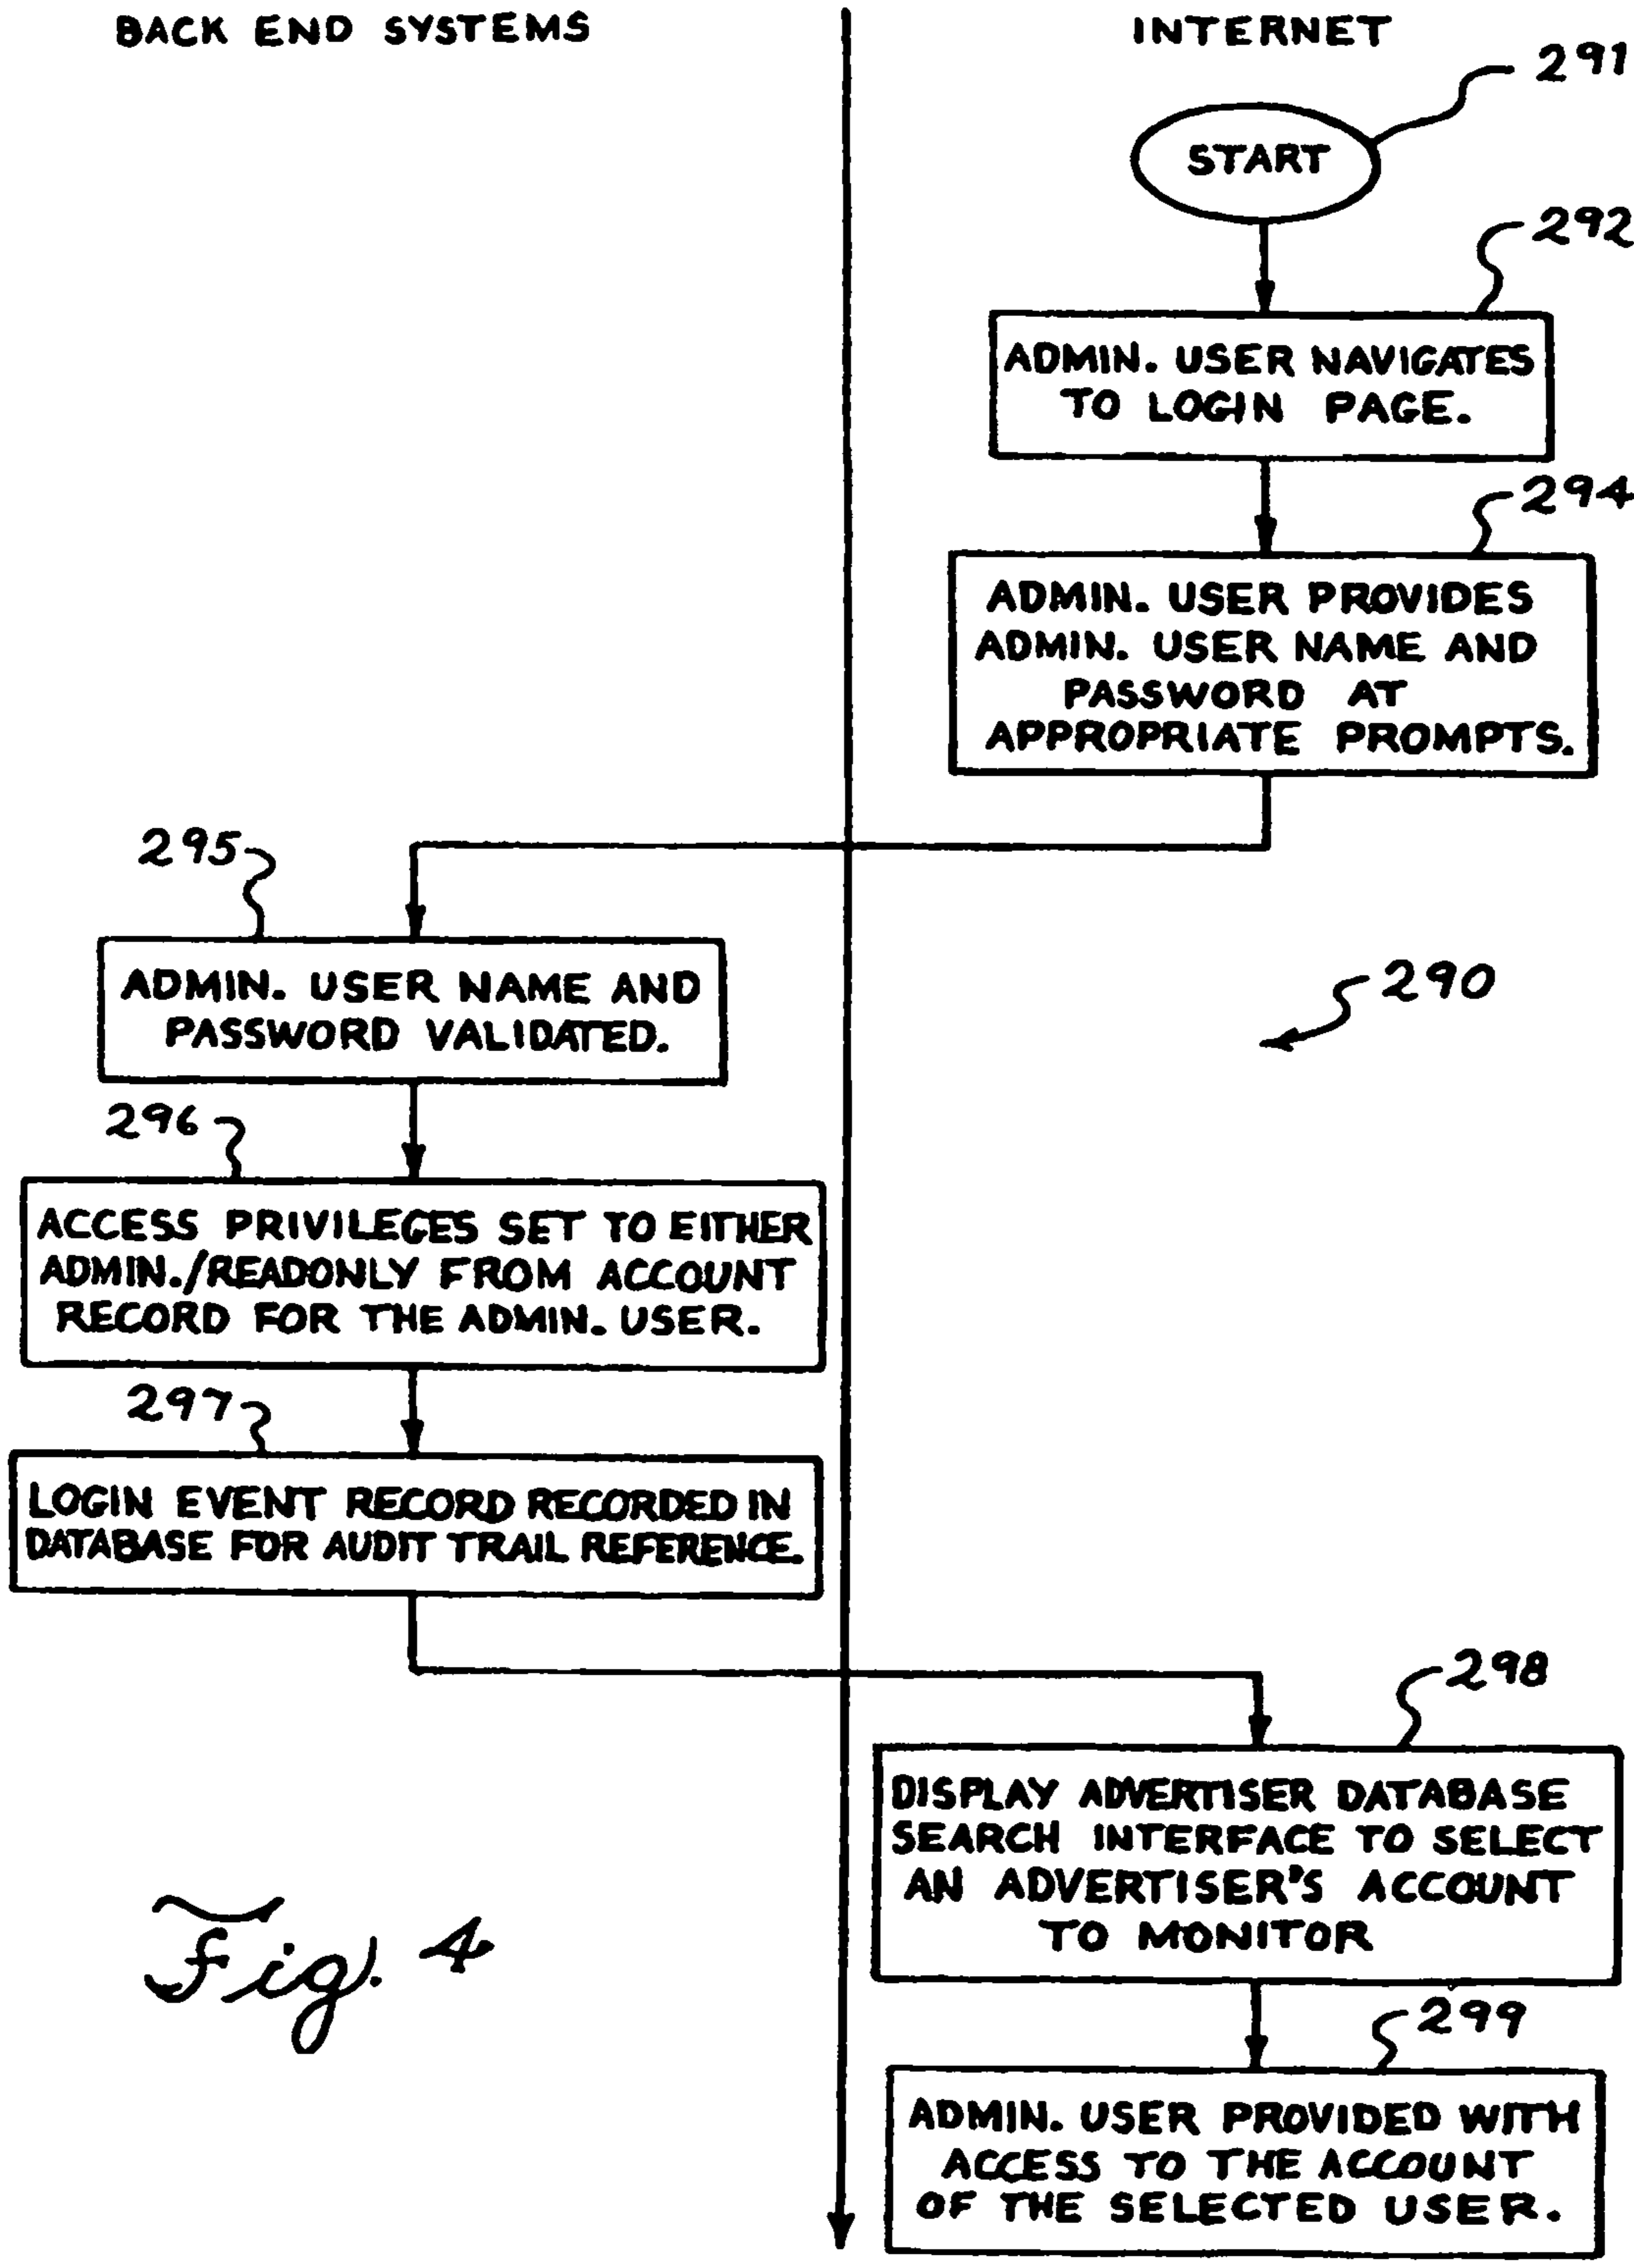 BACK END SYSTEMS
INTERNET
291
START
292
ADMIN. USER NAVIGATES
TO LOGIN PAGE.
294
ADMIN. USER PROVIDES
ADMIN. USER NAME AND
PASSWORD AT
APPROPRIATE PROMPTS.
295
ADMIN. USER NAME AND
PASSWORD VALIDATED.
290
296
ACCESS PRIVILEGES SET TO EITHER
ADMIN./READONLY FROM ACCOUNT
RECORD FOR THE ADMIN. USER.
297
LOGIN EVENT RECORD RECORDED IN
DATABASE FOR AUDIT TRAIL REFERENCE.
298
DISPLAY ADVERTISER DATABASE
SEARCH INTERFACE TO SELECT
AN ADVERTISER'S ACCOUNT
TO MONITOR
299
ADMIN. USER PROVIDED WITH
ACCESS TO THE ACCOUNT
OF THE SELECTED USER.
Fig. 4